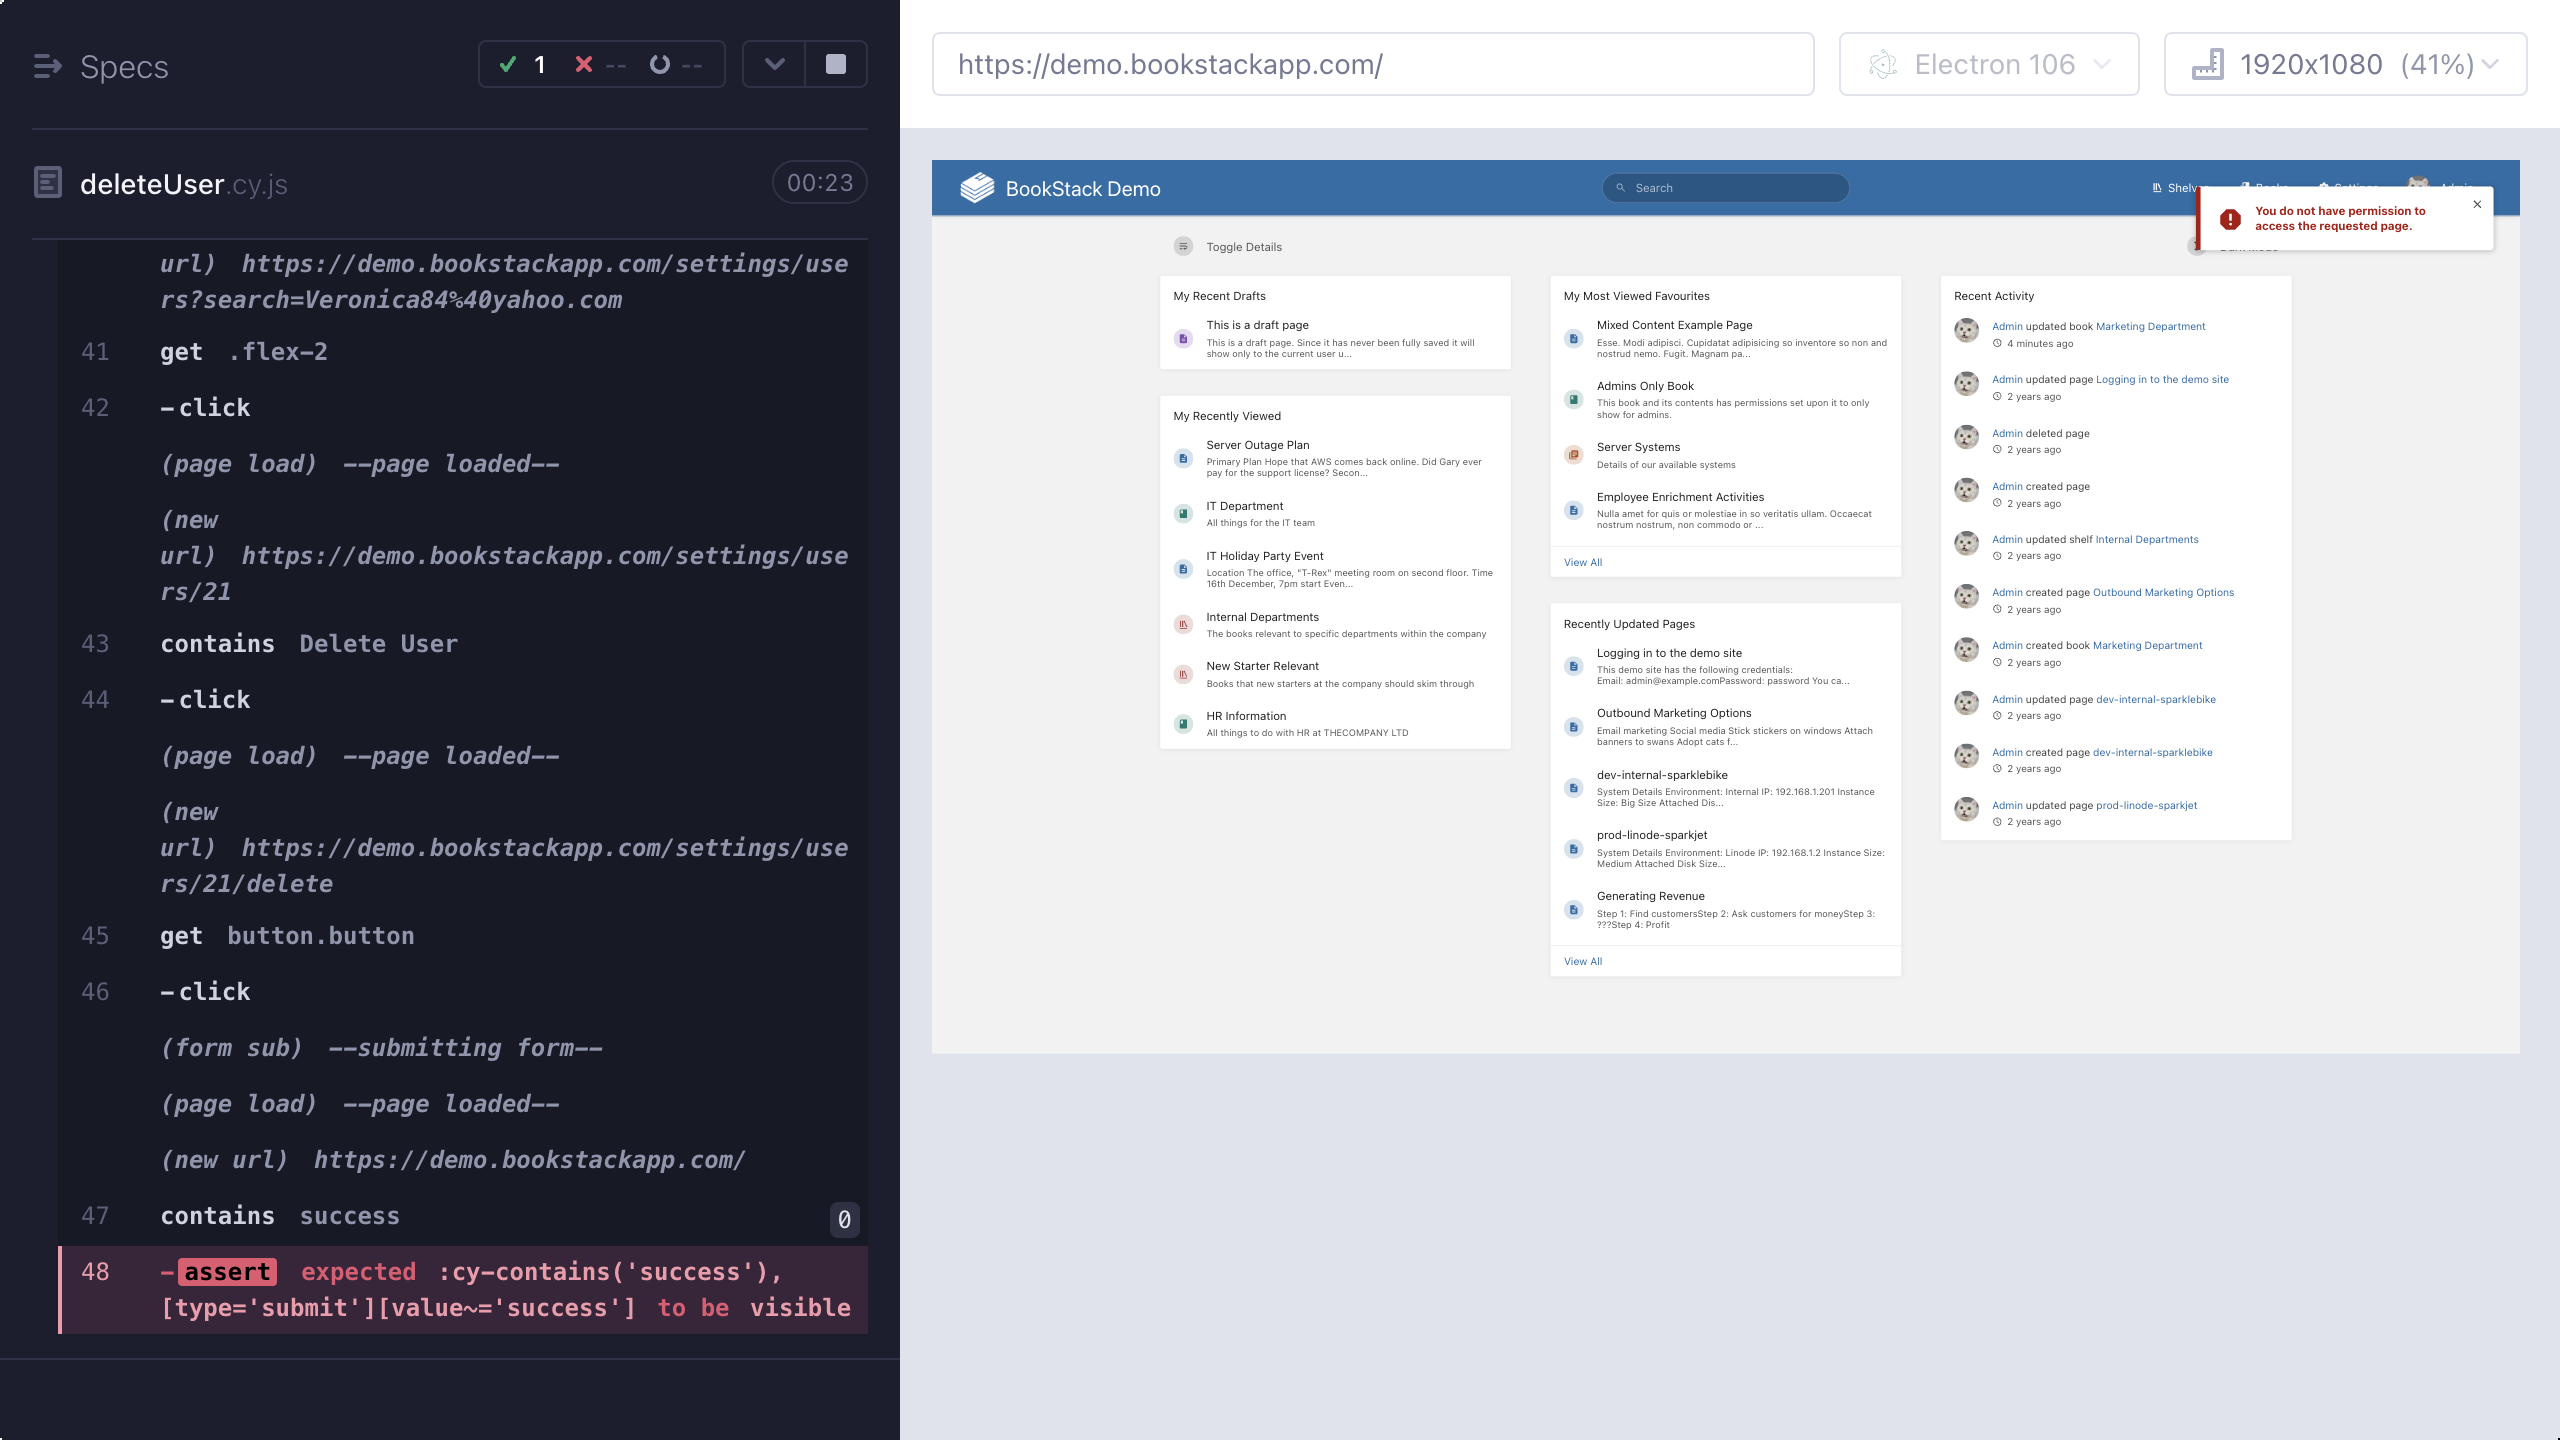 Specs
1 -- --
deleteUser.cy.js 00:23
url) https://demo.bookstackapp.com/settings/use
rs?search=Veronica84%40yahoo.com
41 get .flex-2
42 -click
(page load) --page loaded--
(new
url) https://demo.bookstackapp.com/settings/use
rs/21
43 contains Delete User
44 -click
(page load) --page loaded--
(new
url) https://demo.bookstackapp.com/settings/use
rs/21/delete
45 get button.button
46 -click
(form sub) --submitting form--
(page load) --page loaded--
(new url) https://demo.bookstackapp.com/
47 contains success 0
48 -assert expected :cy-contains('success'),
[type='submit'][value~='success'] to be visible
https://demo.bookstackapp.com/
Electron 106
1920x1080 (41%)
BookStack Demo
Search
You do not have permission to
access the requested page.
Toggle Details
My Recent Drafts
This is a draft page
This is a draft page. Since it has never been fully saved it will
show only to the current user u...
My Recently Viewed
Server Outage Plan
Primary Plan Hope that AWS comes back online. Did Gary ever
pay for the support license? Secon...
IT Department
All things for the IT team
IT Holiday Party Event
Location The office, "T-Rex" meeting room on second floor. Time
16th December, 7pm start Even...
Internal Departments
The books relevant to specific departments within the company
New Starter Relevant
Books that new starters at the company should skim through
HR Information
All things to do with HR at THECOMPANY LTD
My Most Viewed Favourites
Mixed Content Example Page
Esse. Modi adipisci. Cupidatat adipisicing so inventore so non and
nostrud nemo. Fugit. Magnam pa...
Admins Only Book
This book and its contents has permissions set upon it to only
show for admins.
Server Systems
Details of our available systems
Employee Enrichment Activities
Nulla amet for quis or molestiae in so veritatis ullam. Occaecat
nostrum nostrum, non commodo or ...
View All
Recently Updated Pages
Logging in to the demo site
This demo site has the following credentials:
Email: admin@example.comPassword: password You ca...
Outbound Marketing Options
Email marketing Social media Stick stickers on windows Attach
banners to swans Adopt cats f...
dev-internal-sparklebike
System Details Environment: Internal IP: 192.168.1.201 Instance
Size: Big Size Attached Dis...
prod-linode-sparkjet
System Details Environment: Linode IP: 192.168.1.2 Instance Size:
Medium Attached Disk Size...
Generating Revenue
Step 1: Find customersStep 2: Ask customers for moneyStep 3:
???Step 4: Profit
View All
Recent Activity
Admin updated book Marketing Department
4 minutes ago
Admin updated page Logging in to the demo site
2 years ago
Admin deleted page
2 years ago
Admin created page
2 years ago
Admin updated shelf Internal Departments
2 years ago
Admin created page Outbound Marketing Options
2 years ago
Admin created book Marketing Department
2 years ago
Admin updated page dev-internal-sparklebike
2 years ago
Admin created page dev-internal-sparklebike
2 years ago
Admin updated page prod-linode-sparkjet
2 years ago